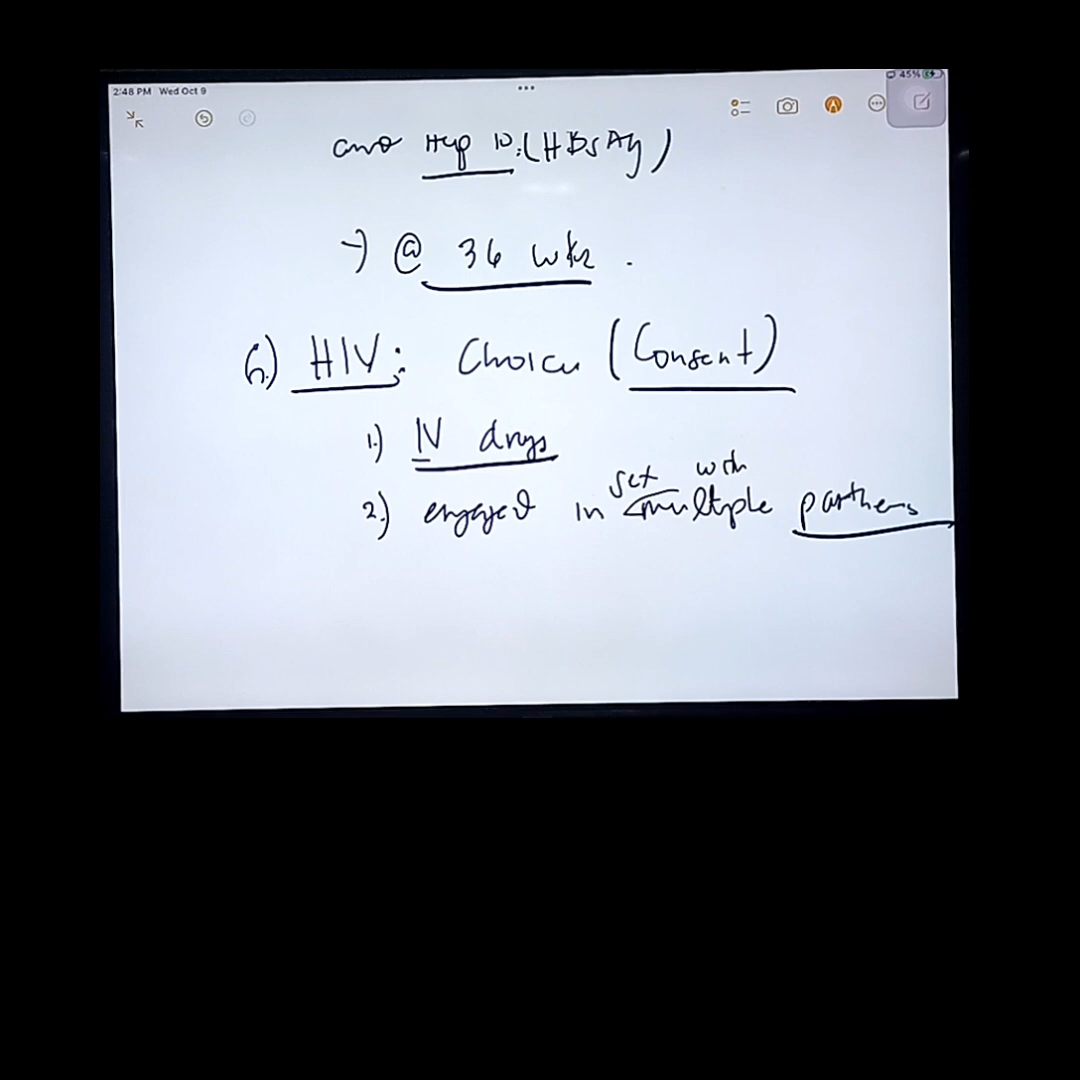 2:48 PM Wed Oct 9
45%
and Hep B: (HBsAg)
→ @ 36 wks.
6.) HIV: Choice (Consent)
1.) IV drugs
2.) engaged in sex with multiple partners